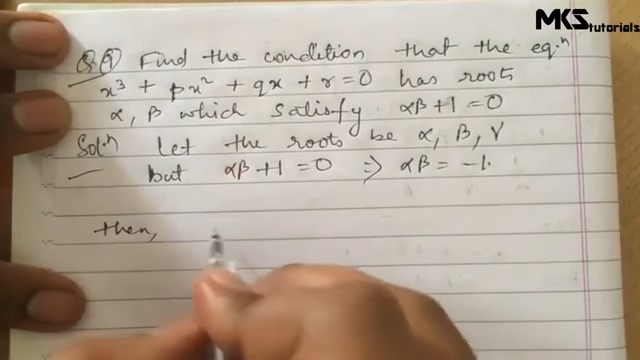 MKS tutorials
Q.9 Find the condition that the eq.ⁿ
x³ + px² + qx + r = 0 has roots
α, β which satisfy αβ+1=0
Sol.ⁿ Let the roots be α, β, γ
but αβ+1=0 ⇒ αβ = -1.
then,